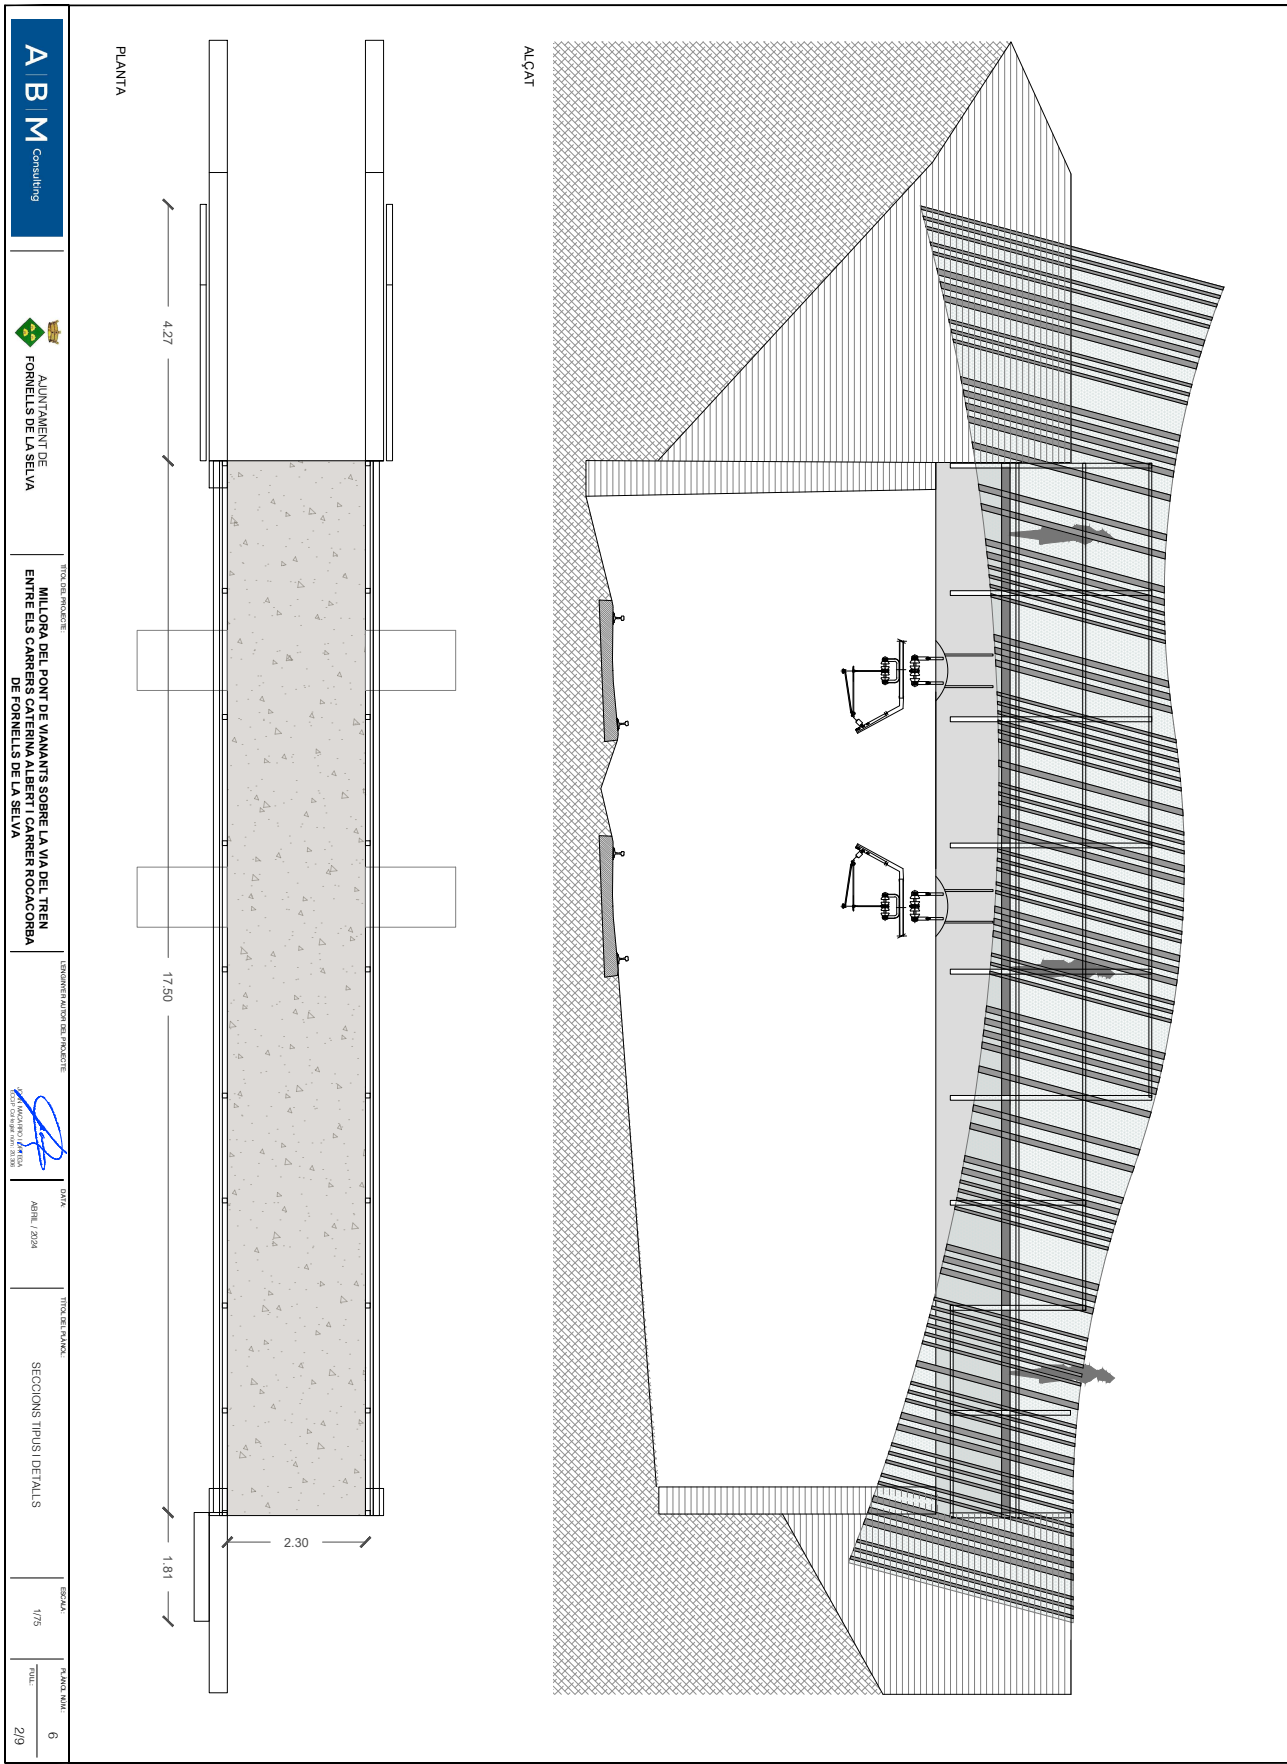 ALÇAT
PLANTA
4.27
17.50
1.81
2.30
A B M Consulting
AJUNTAMENT DE
FORNELLS DE LA SELVA
TÍTOL DEL PROJECTE:
MILLORA DEL PONT DE VIANANTS SOBRE LA VIA DEL TREN
ENTRE ELS CARRERS CATERINA ALBERT I CARRER ROCACORBA
DE FORNELLS DE LA SELVA
L'ENGINYER AUTOR DEL PROJECTE:
DATA:
ABRIL / 2024
TÍTOL DEL PLÀNOL:
SECCIONS TIPUS I DETALLS
ESCALA:
1/75
PLÀNOL NÚM.:
6
FULL:
2/9